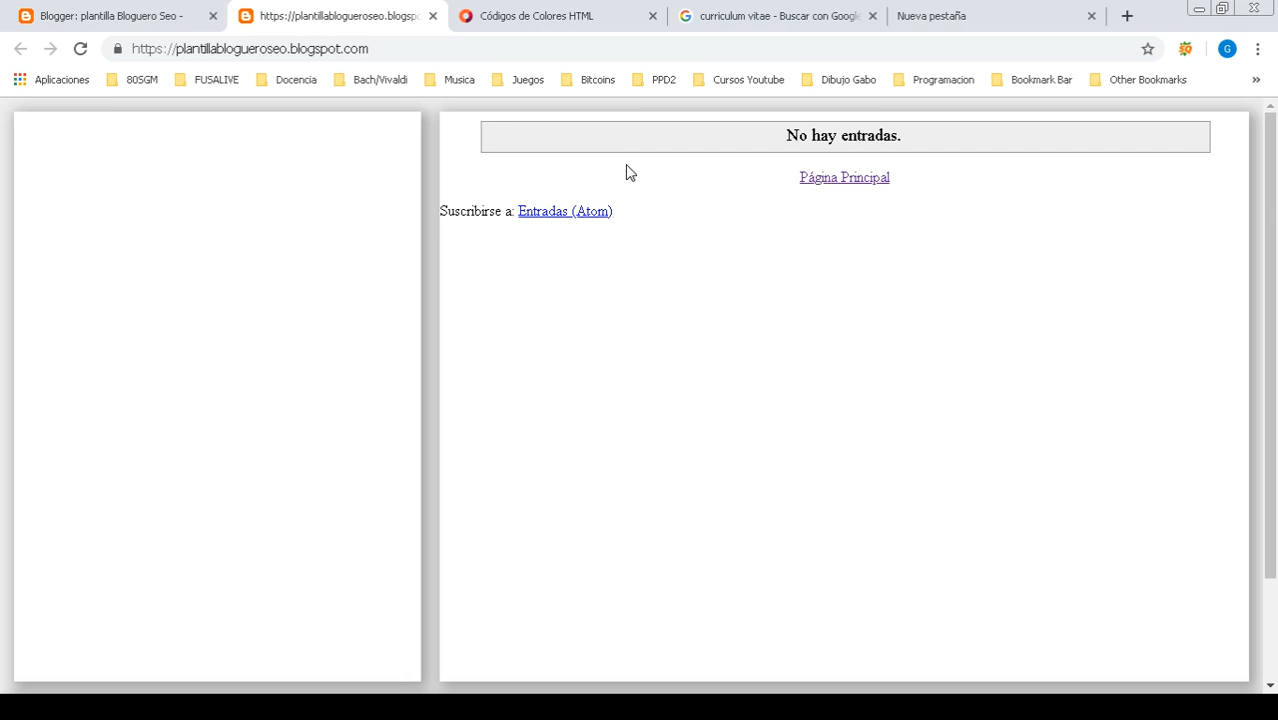 Blogger: plantilla Bloguero Seo -
https://plantillablogueroseo.blogspo
Códigos de Colores HTML
curriculum vitae - Buscar con Google
Nueva pestaña
https://plantillablogueroseo.blogspot.com
G
Aplicaciones
80SGM
FUSALIVE
Docencia
Bach/Vivaldi
Musica
Juegos
Bitcoins
PPD2
Cursos Youtube
Dibujo Gabo
Programacion
Bookmark Bar
Other Bookmarks
No hay entradas.
Página Principal
Suscribirse a: Entradas (Atom)